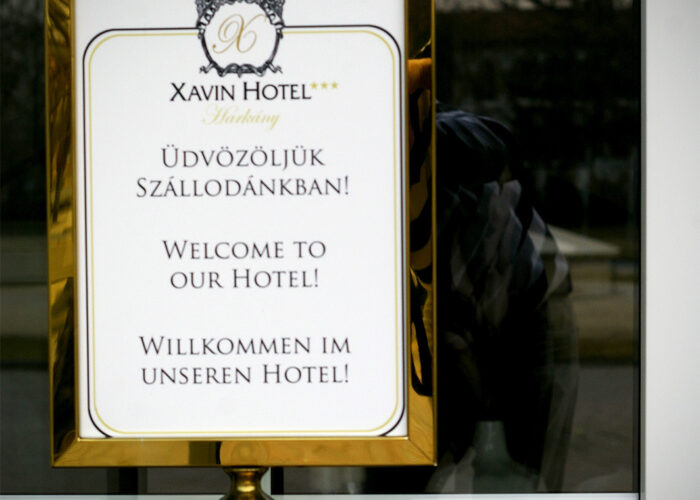 X
XAVIN HOTEL***
Harkány
ÜDVÖZÖLJÜK
SZÁLLODÁNKBAN!
WELCOME TO
OUR HOTEL!
WILLKOMMEN IM
UNSEREN HOTEL!